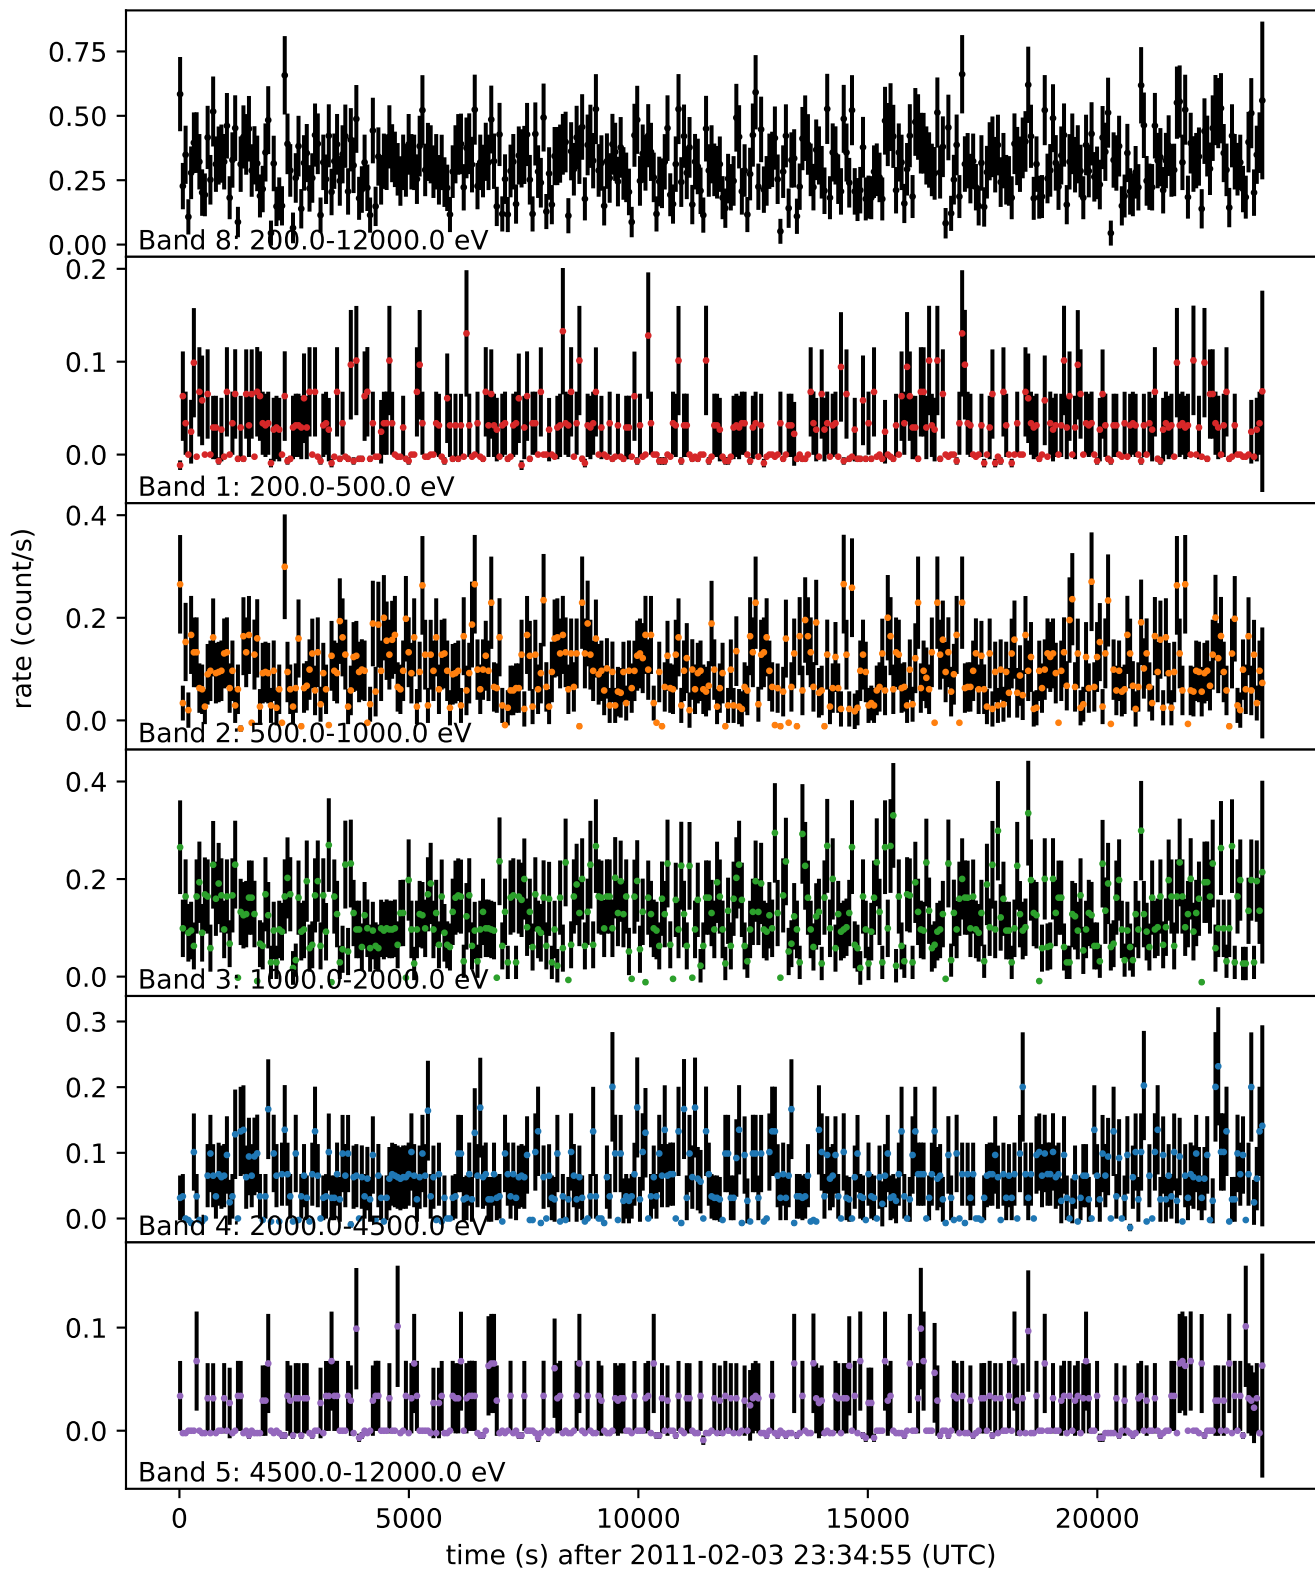 0.75
0.50
0.25
0.00
Band 8: 200.0-12000.0 eV
0.2
0.1
0.0
Band 1: 200.0-500.0 eV
0.4
0.2
0.0
Band 2: 500.0-1000.0 eV
rate (count/s)
0.4
0.2
0.0
Band 3: 1000.0-2000.0 eV
0.3
0.2
0.1
0.0
Band 4: 2000.0-4500.0 eV
0.1
0.0
Band 5: 4500.0-12000.0 eV
0 5000 10000 15000 20000
time (s) after 2011-02-03 23:34:55 (UTC)